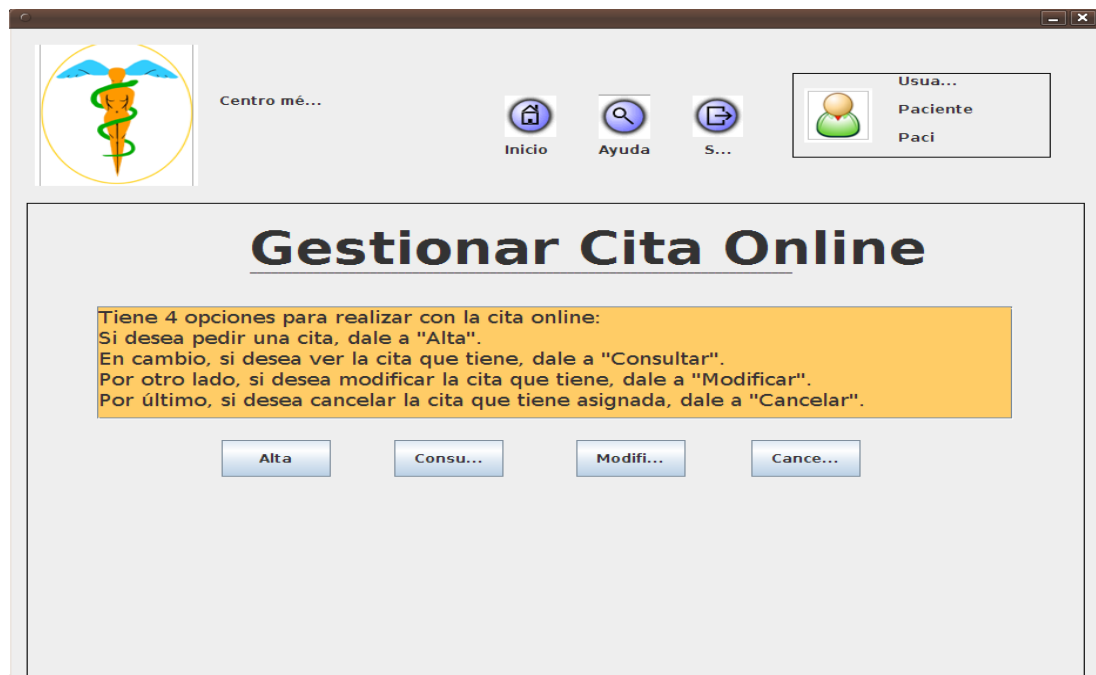 Centro mé...
Inicio
Ayuda
S...
Usua...
Paciente
Paci
Gestionar Cita Online
Tiene 4 opciones para realizar con la cita online:
Si desea pedir una cita, dale a "Alta".
En cambio, si desea ver la cita que tiene, dale a "Consultar".
Por otro lado, si desea modificar la cita que tiene, dale a "Modificar".
Por último, si desea cancelar la cita que tiene asignada, dale a "Cancelar".
Alta
Consu...
Modifi...
Cance...